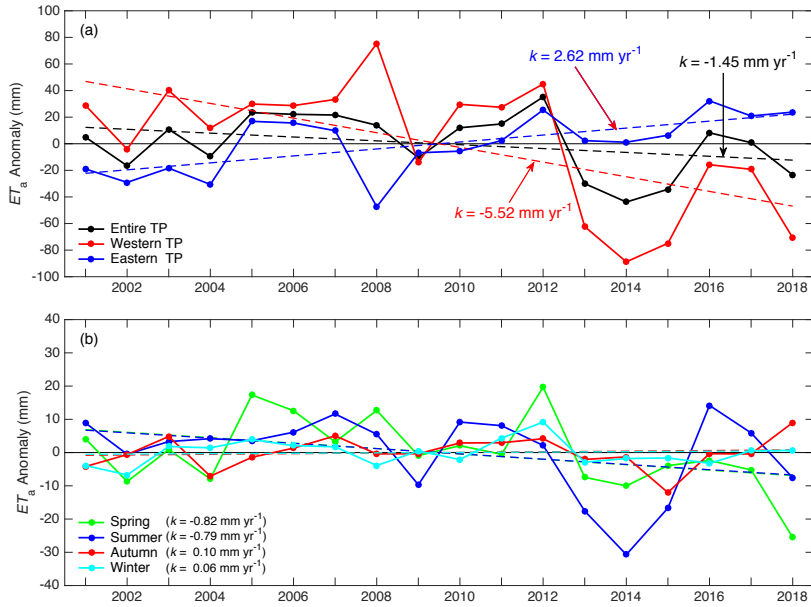 (a)
100
80
60
40
20
0
-20
-40
-60
-80
-100
ETa Anomaly (mm)
k = 2.62 mm yr-1
k = -1.45 mm yr-1
k = -5.52 mm yr-1
Entire TP
Western TP
Eastern TP
2002 2004 2006 2008 2010 2012 2014 2016 2018
(b)
40
30
20
10
0
-10
-20
-30
-40
ETa Anomaly (mm)
Spring (k = -0.82 mm yr-1)
Summer (k = -0.79 mm yr-1)
Autumn (k = 0.10 mm yr-1)
Winter (k = 0.06 mm yr-1)
2002 2004 2006 2008 2010 2012 2014 2016 2018